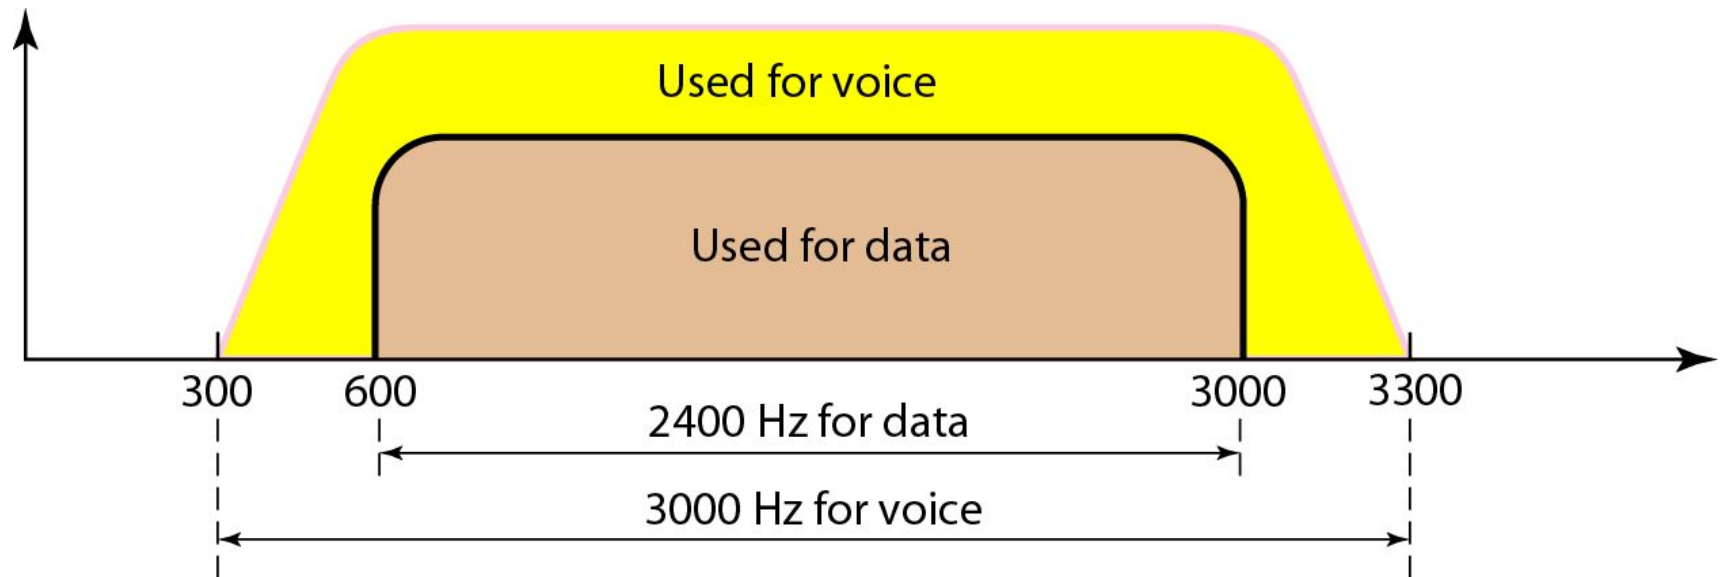 Used for voice
Used for data
300 600 3000 3300
2400 Hz for data
3000 Hz for voice